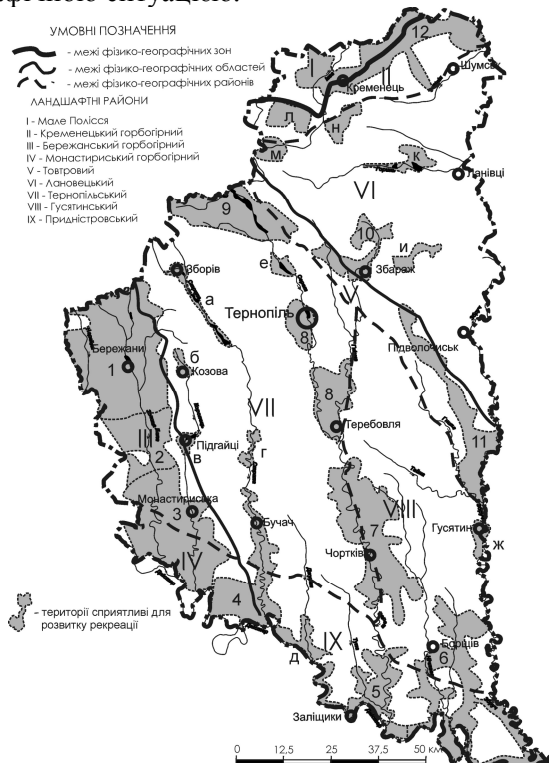 УМОВНІ ПОЗНАЧЕННЯ
- межі фізико-географічних зон
- межі фізико-географічних областей
- межі фізико-географічних районів
ЛАНДШАФТНІ РАЙОНИ
I - Мале Полісся
II - Кременецький горбогірний
III - Бережанський горбогірний
IV - Монастириський горбогірний
V - Товтровий
VI - Лановецький
VII - Тернопільський
VIII - Гусятинський
IX - Придністровський
12
I
II
Шумськ
Кременець
л
н
м
к
Ланівці
VI
9
10
и
е
Збараж
Зборів
а
V
Тернопіль
8
Підволочиськ
Бережани
1
б
Козова
VII
8
Теребовля
11
III
2
Підгайці
в
г
Монастириська
3
VIII
7
Бучач
Гусятин
ж
Чортків
IV
4
- території сприятливі для
розвитку рекреації
IX
д
Борщів
6
5
Заліщики
0 12,5 25 37,5 50 км